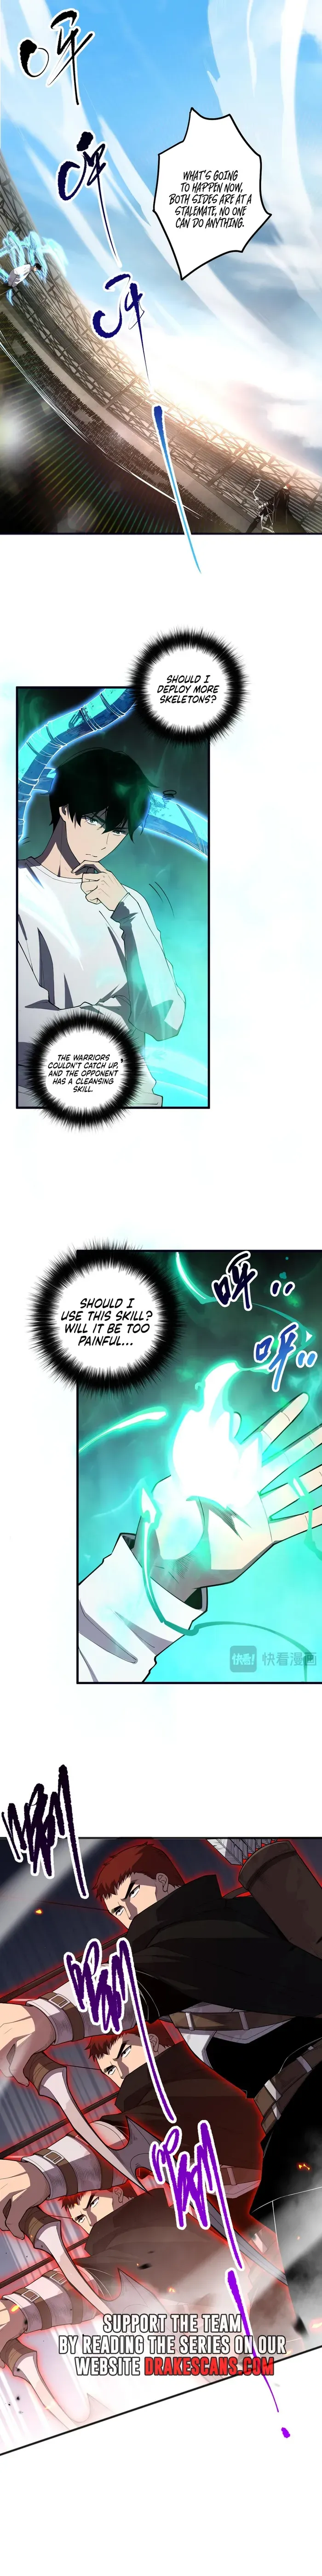 呼
呼
呼
WHAT'S GOING
TO HAPPEN NOW,
BOTH SIDES ARE AT A
STALEMATE, NO ONE
CAN DO ANYTHING.
SHOULD I
DEPLOY MORE
SKELETONS?
THE WARRIORS
COULDN'T CATCH UP,
AND THE OPPONENT
HAS A CLEANSING
SKILL.
SHOULD I
USE THIS SKILL?
WILL IT BE TOO
PAINFUL...
呼..
呼..
快看!
快看漫画
SUPPORT THE TEAM
BY READING THE SERIES ON OUR
WEBSITE DRAKESCANS.COM